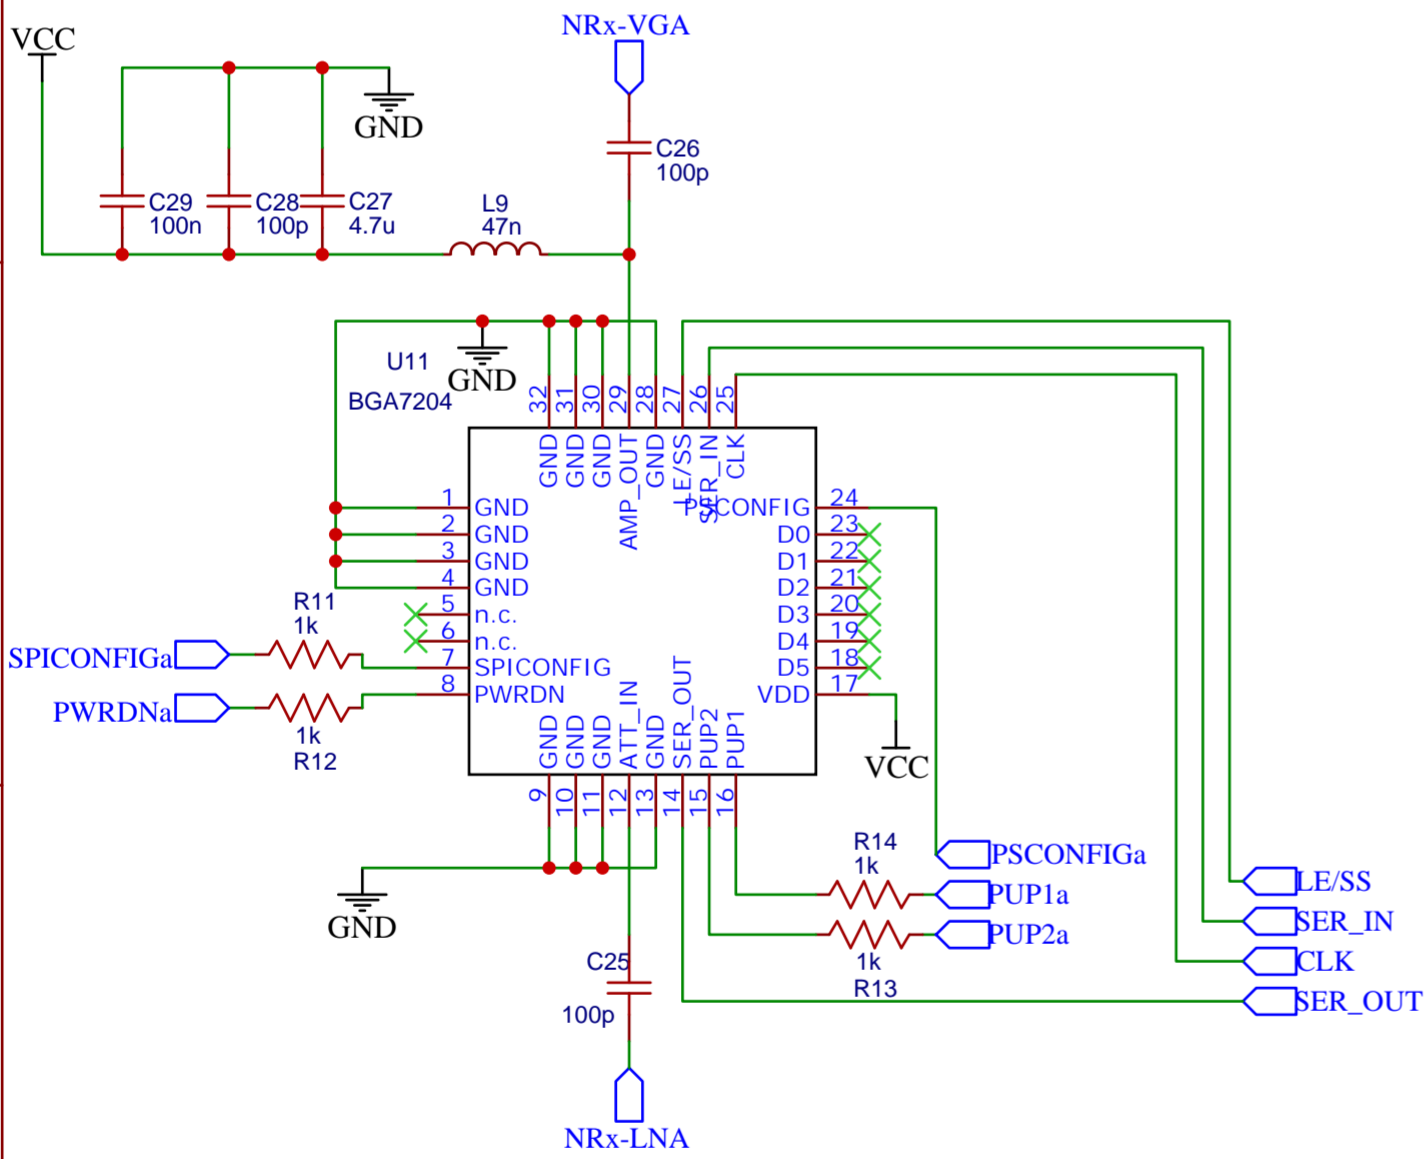 NRx-VGA
VCC
GND
C26
100p
C29
100n
C28
100p
C27
4.7u
L9
47n
U11
BGA7204
GND
32
31
30
29
28
27
26
25
GND
GND
GND
AMP_OUT
GND
LE/SS
SER_IN
CLK
1
GND
2
GND
3
GND
4
GND
5
n.c.
6
n.c.
7
SPICONFIG
8
PWRDN
PSCONFIG
24
D0
23
D1
22
D2
21
D3
20
D4
19
D5
18
VDD
17
R11
1k
SPICONFIGa
PWRDNa
1k
R12
VCC
GND
GND
GND
ATT_IN
GND
SER_OUT
PUP2
PUP1
9
10
11
12
13
14
15
16
GND
R14
1k
PSCONFIGa
PUP1a
PUP2a
1k
R13
LE/SS
SER_IN
CLK
SER_OUT
C25
100p
NRx-LNA